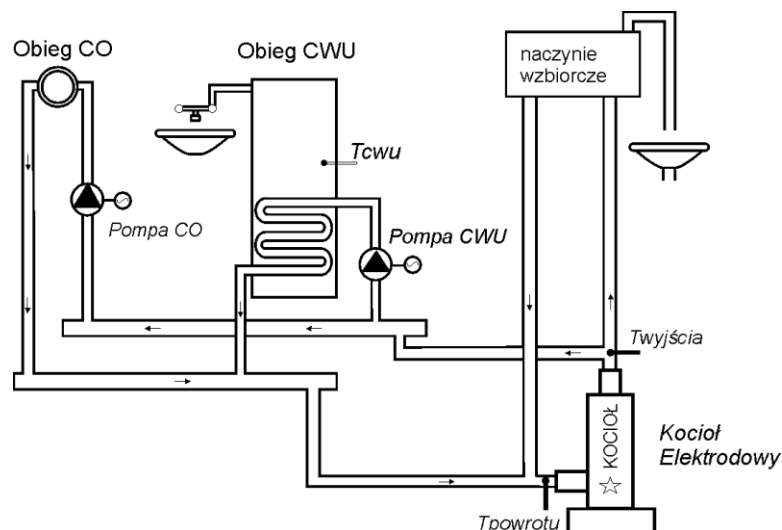 Obieg CO
Obieg CWU
naczynie
wzbiorcze
Tcwu
Pompa CO
Pompa CWU
Twyjścia
KOCIOŁ
Kocioł
Elektrodowy
Tpowrotu